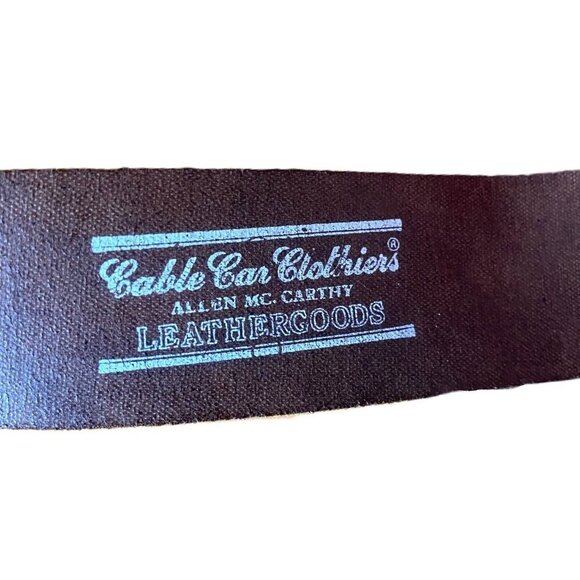 Cable Car Clothiers®
ALLEN MC. CARTHY
LEATHERGOODS